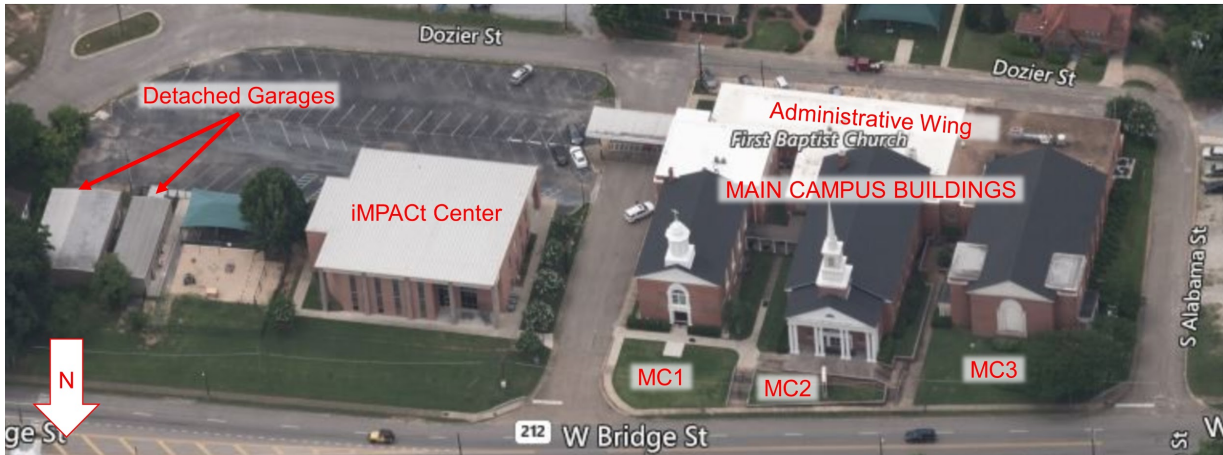 Dozier St
Dozier St
Detached Garages
Administrative Wing
First Baptist Church
iMPACt Center
MAIN CAMPUS BUILDINGS
S Alabama St
MC1
MC2
MC3
N
ge St
212
W Bridge St
St
W